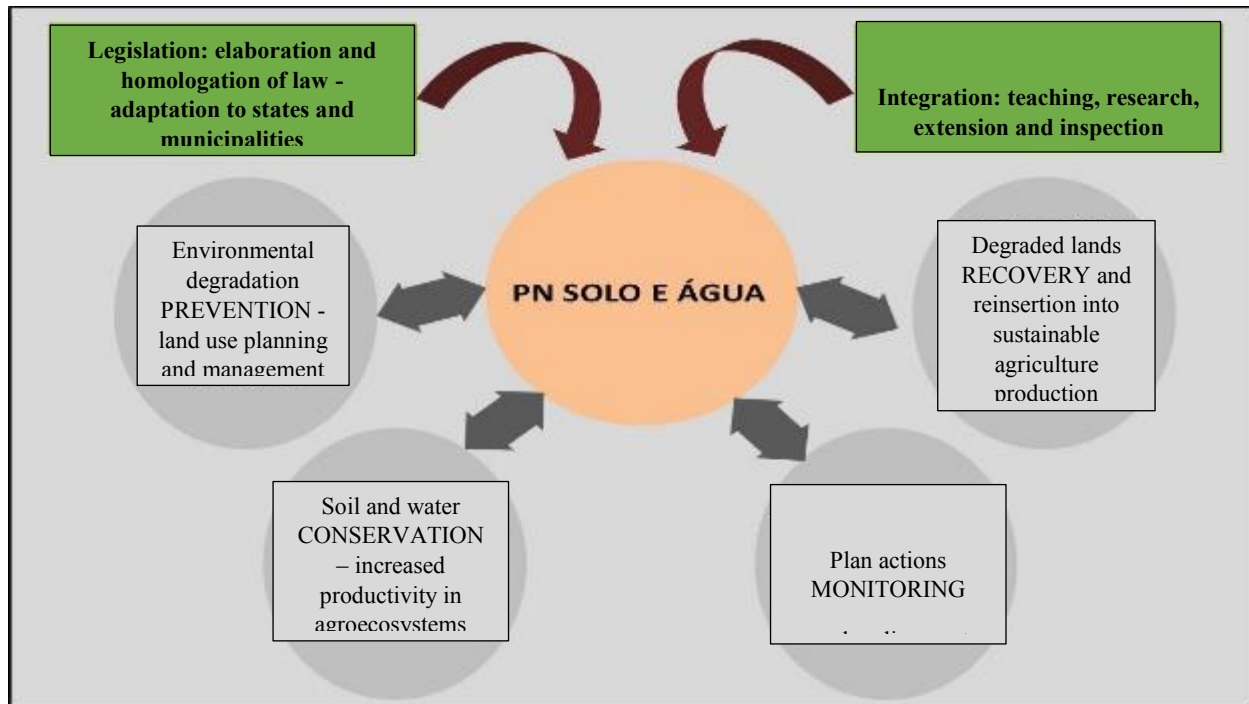 Legislation: elaboration and
homologation of law -
adaptation to states and
municipalities
Integration: teaching, research,
extension and inspection
Environmental
degradation
PREVENTION -
land use planning
and management
PN SOLO E ÁGUA
Degraded lands
RECOVERY and
reinsertion into
sustainable
agriculture
production
Soil and water
CONSERVATION
– increased
productivity in
agroecosystems
Plan actions
MONITORING